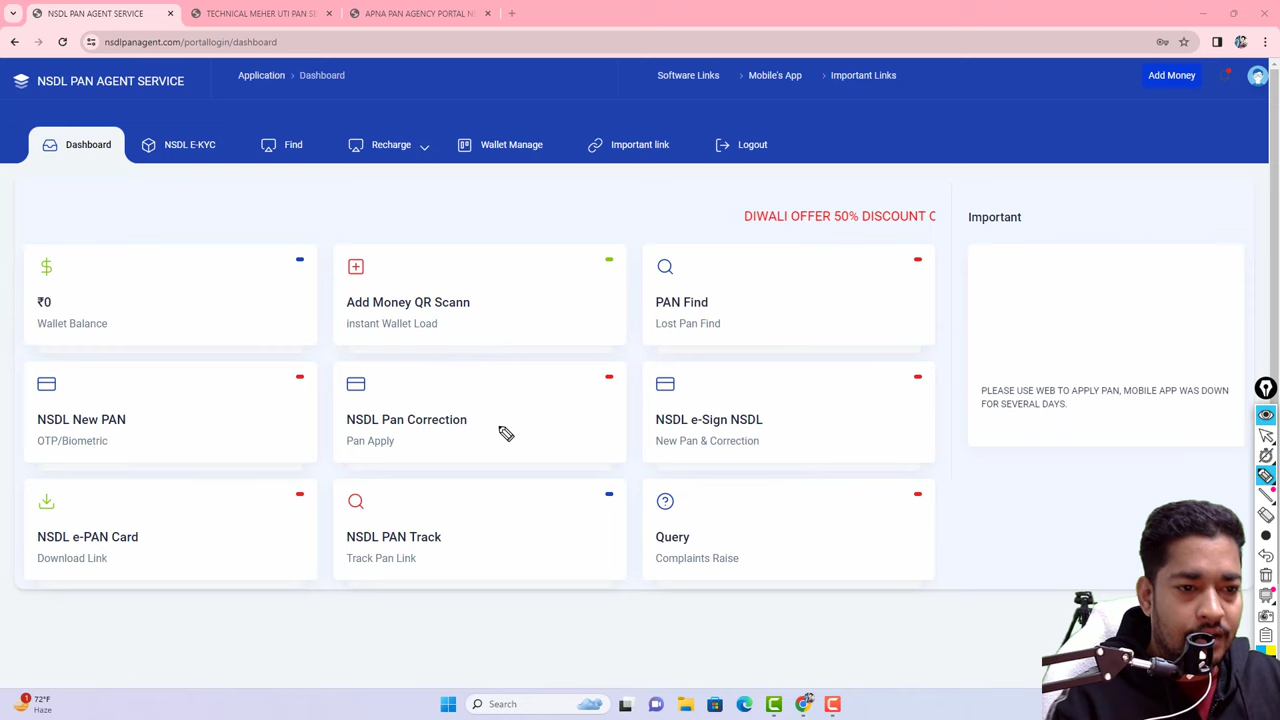 NSDL PAN AGENT SERVICE
TECHNICAL MEHER UTI PAN SE
APNA PAN AGENCY PORTAL N
nsdlpanagent.com/portallogin/dashboard
NSDL PAN AGENT SERVICE
Application > Dashboard
Software Links > Mobile's App > Important Links
Add Money
Dashboard
NSDL E-KYC
Find
Recharge
Wallet Manage
Important link
Logout
DIWALI OFFER 50% DISCOUNT
Important
₹0
Wallet Balance
Add Money QR Scann
instant Wallet Load
PAN Find
Lost Pan Find
PLEASE USE WEB TO APPLY PAN, MOBILE APP WAS DOWN
FOR SEVERAL DAYS.
NSDL New PAN
OTP/Biometric
NSDL Pan Correction
Pan Apply
NSDL e-Sign NSDL
New Pan & Correction
NSDL e-PAN Card
Download Link
NSDL PAN Track
Track Pan Link
Query
Complaints Raise
1
72°F
Haze
Search